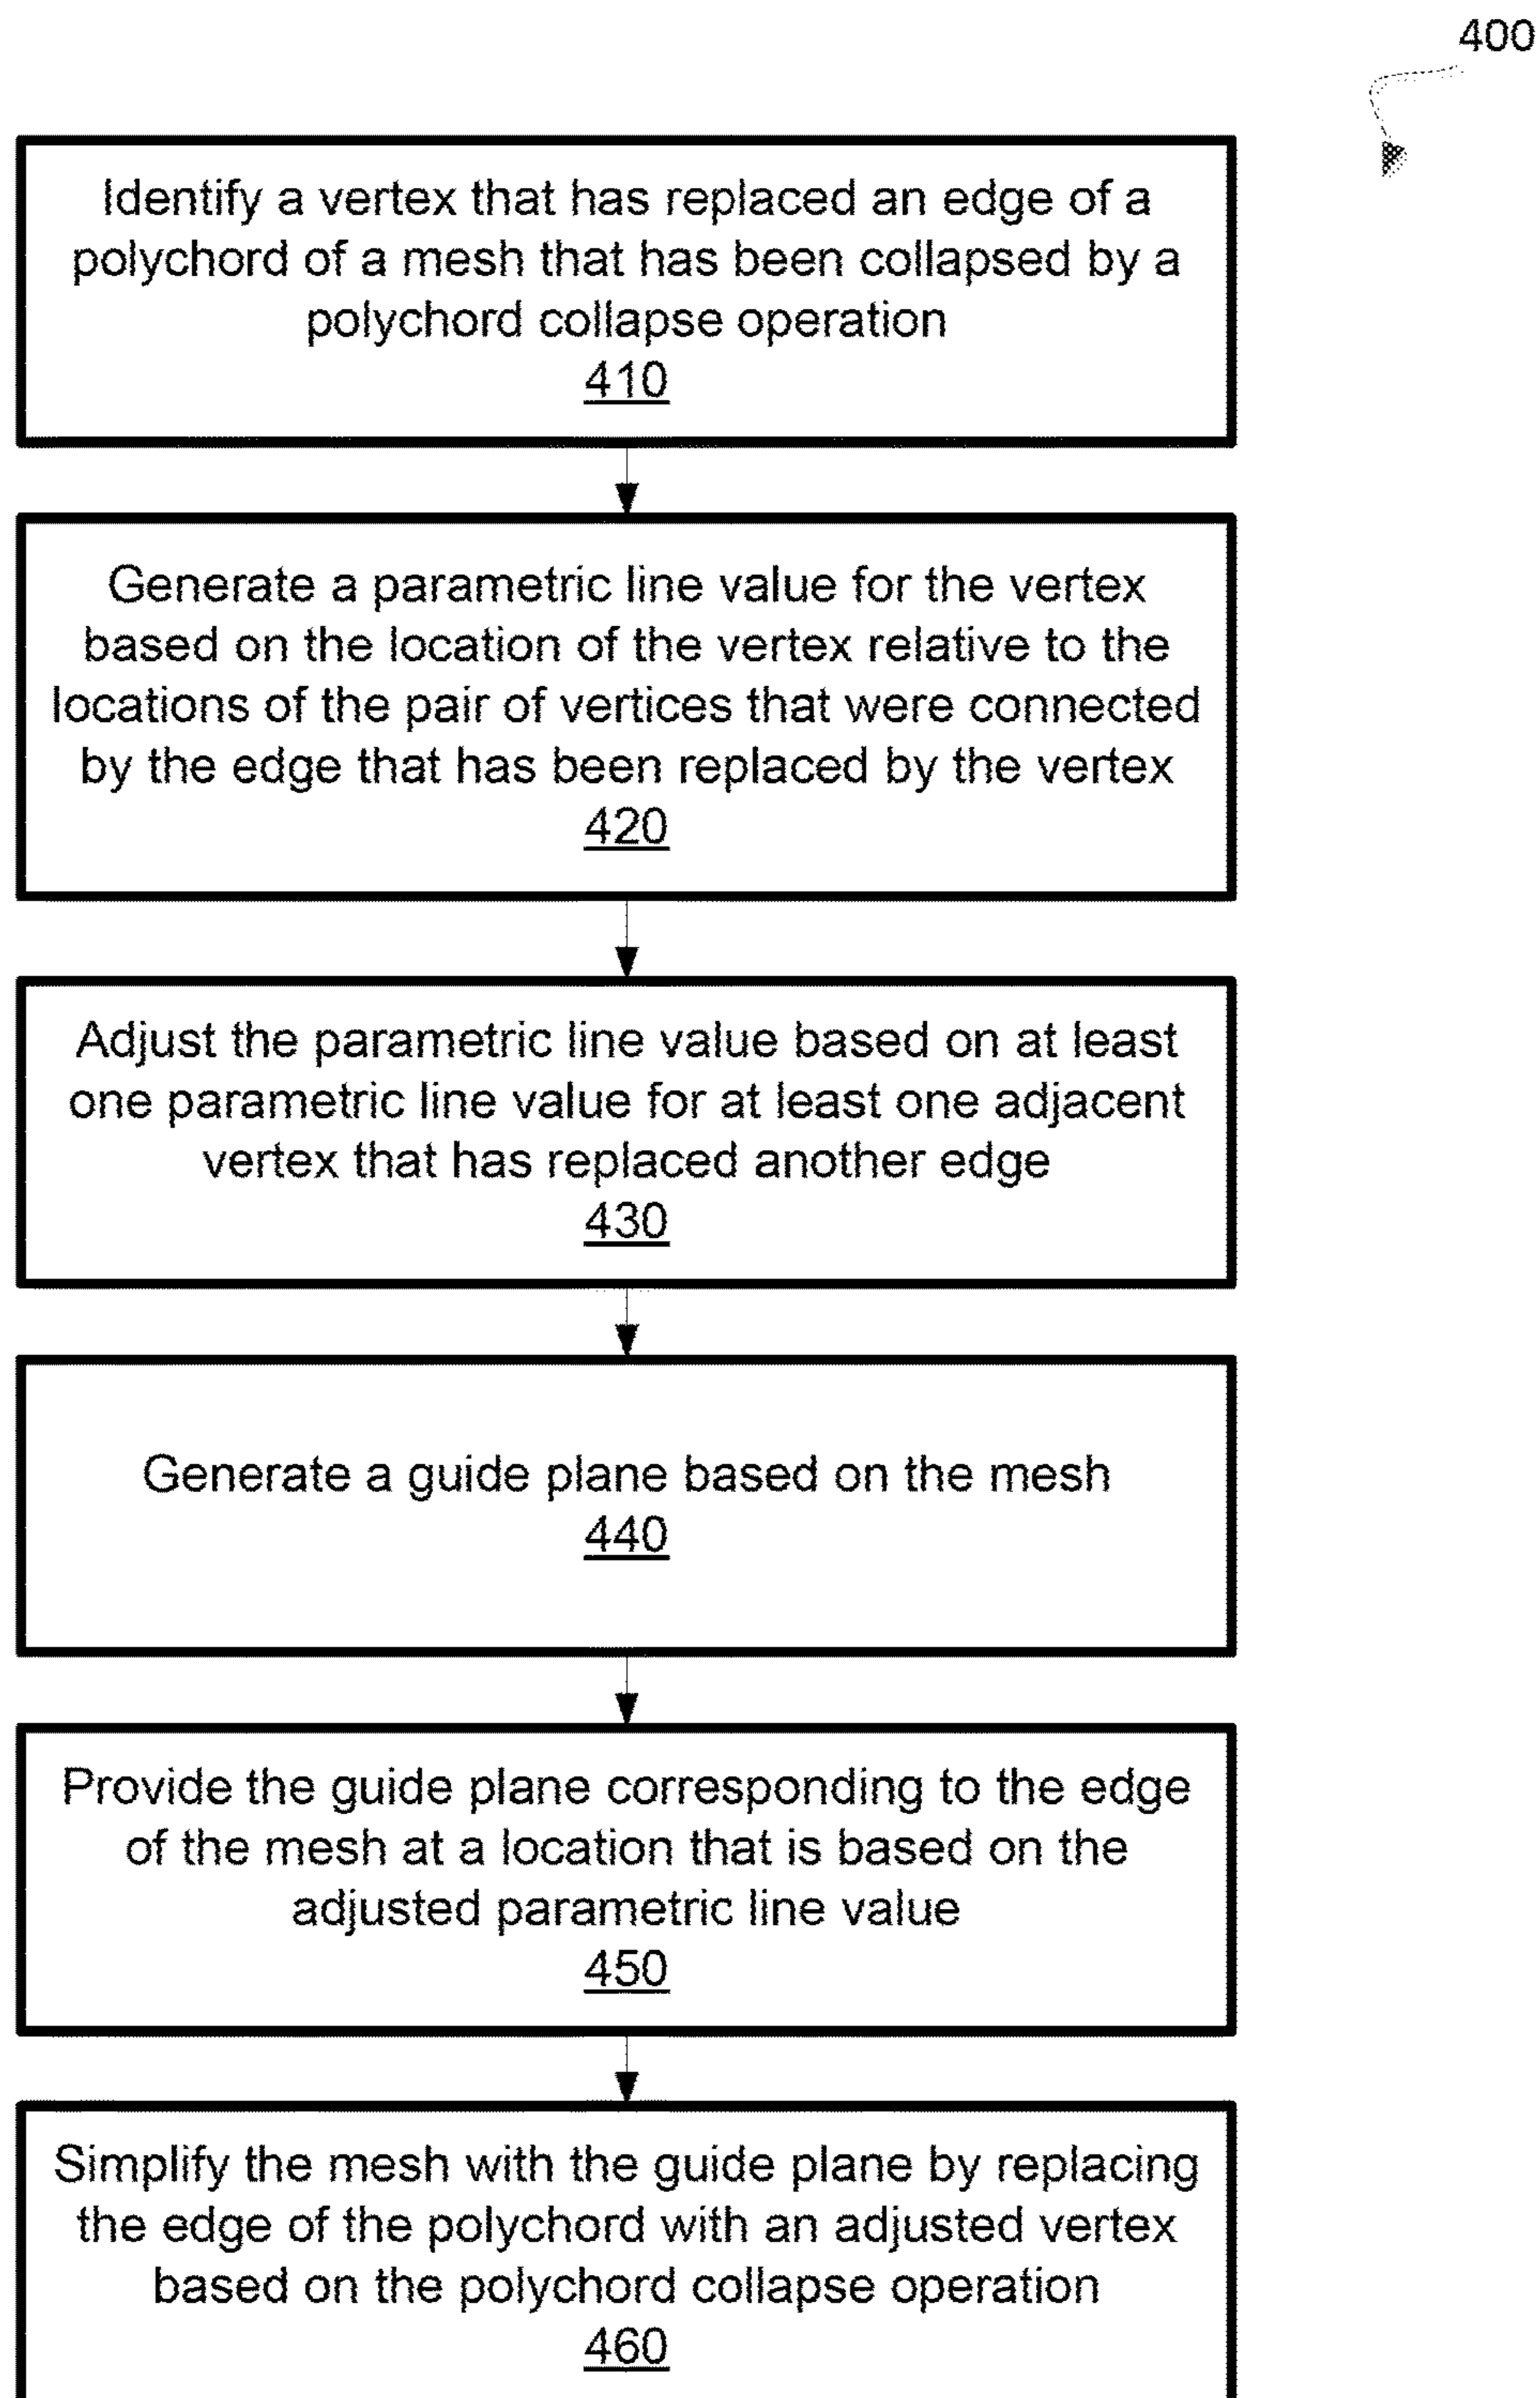 400
Identify a vertex that has replaced an edge of a
polychord of a mesh that has been collapsed by a
polychord collapse operation
410
Generate a parametric line value for the vertex
based on the location of the vertex relative to the
locations of the pair of vertices that were connected
by the edge that has been replaced by the vertex
420
Adjust the parametric line value based on at least
one parametric line value for at least one adjacent
vertex that has replaced another edge
430
Generate a guide plane based on the mesh
440
Provide the guide plane corresponding to the edge
of the mesh at a location that is based on the
adjusted parametric line value
450
Simplify the mesh with the guide plane by replacing
the edge of the polychord with an adjusted vertex
based on the polychord collapse operation
460